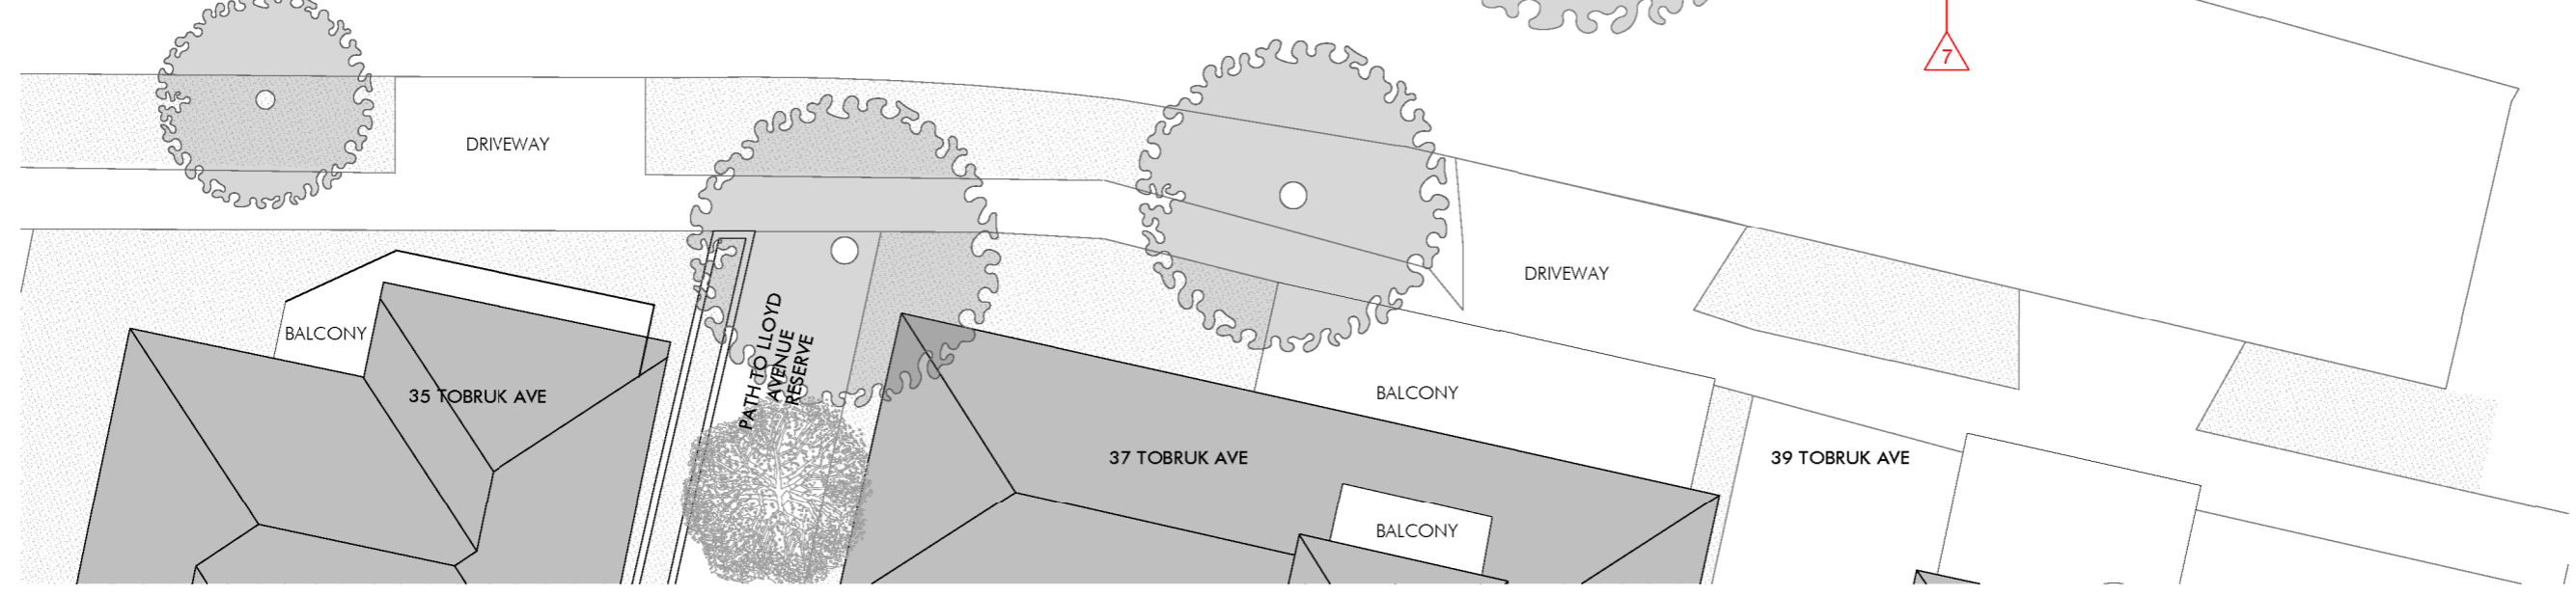 7
DRIVEWAY
DRIVEWAY
BALCONY
35 TOBRUK AVE
PATH TO LLOYD
AVENUE
RESERVE
BALCONY
37 TOBRUK AVE
39 TOBRUK AVE
BALCONY